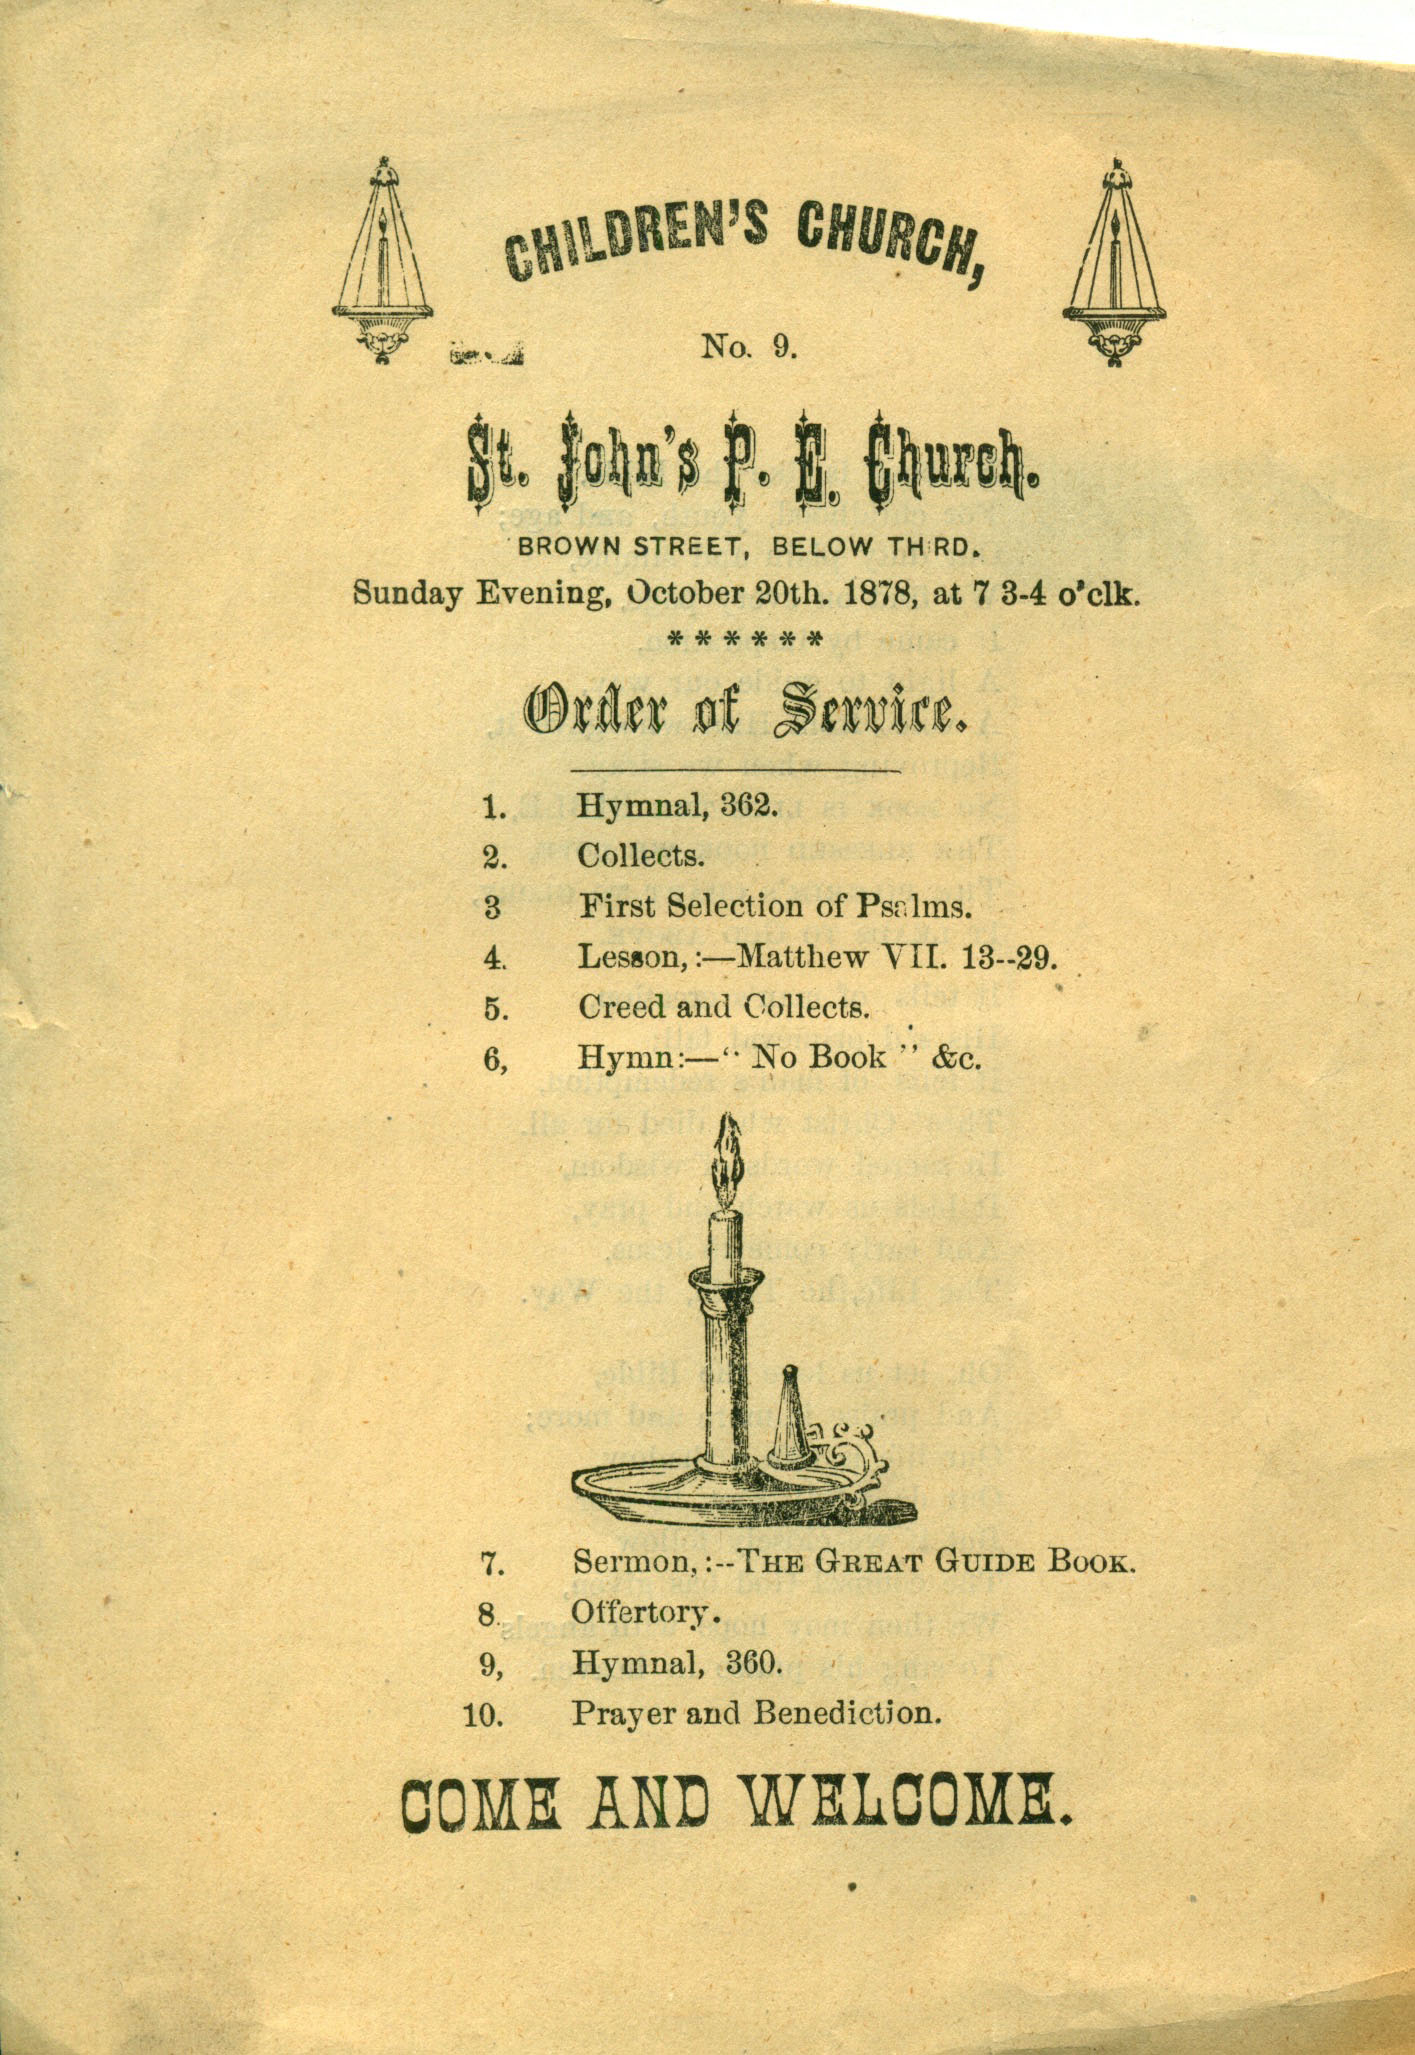 CHILDREN'S CHURCH,
No. 9.
St. John's P. E. Church.
BROWN STREET, BELOW THIRD.
Sunday Evening, October 20th. 1878, at 7 3-4 o'clk.
* * * * * *
Order of Service.
1. Hymnal, 362.
2. Collects.
3 First Selection of Psalms.
4. Lesson,:—Matthew VII. 13--29.
5. Creed and Collects.
6, Hymn:—“ No Book ” &c.
7. Sermon,:--THE GREAT GUIDE BOOK.
8. Offertory.
9, Hymnal, 360.
10. Prayer and Benediction.
COME AND WELCOME.